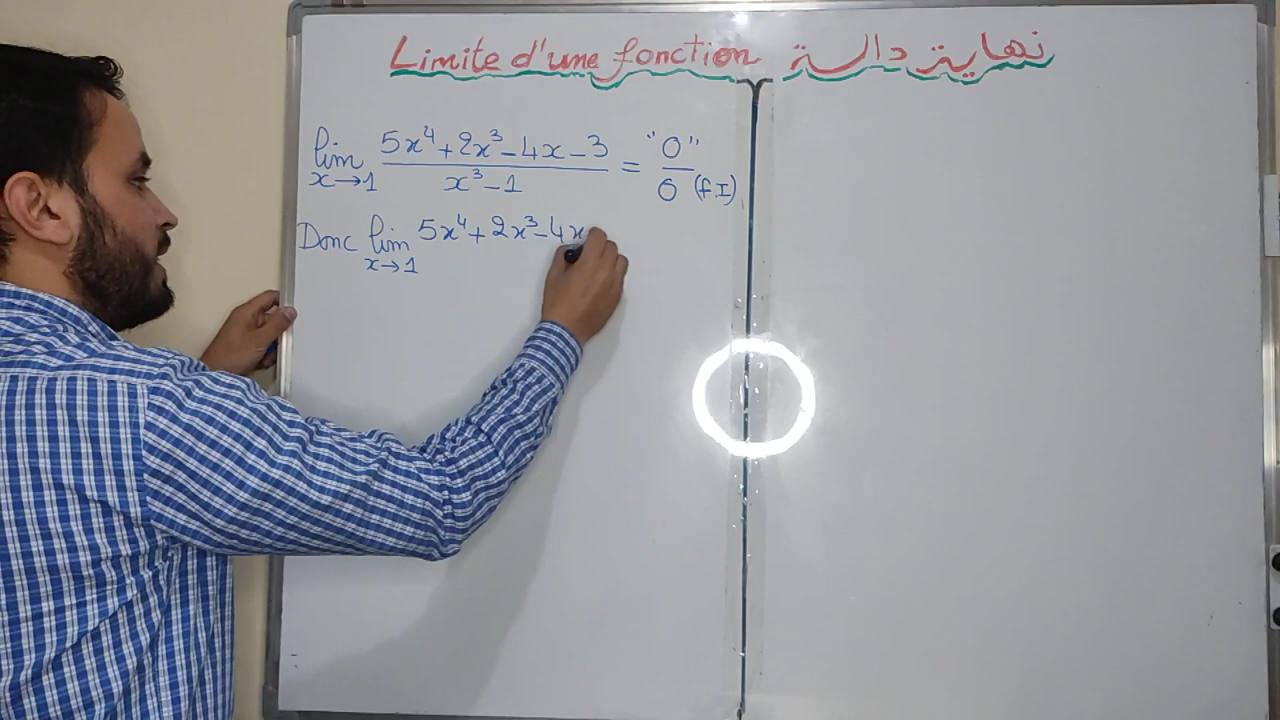 Limite d'une fonction نهاية دالة
lim x→1 (5x⁴+2x³-4x-3)/(x³-1) = "0"/0 (f.I)
Donc lim x→1 5x⁴+2x³-4x